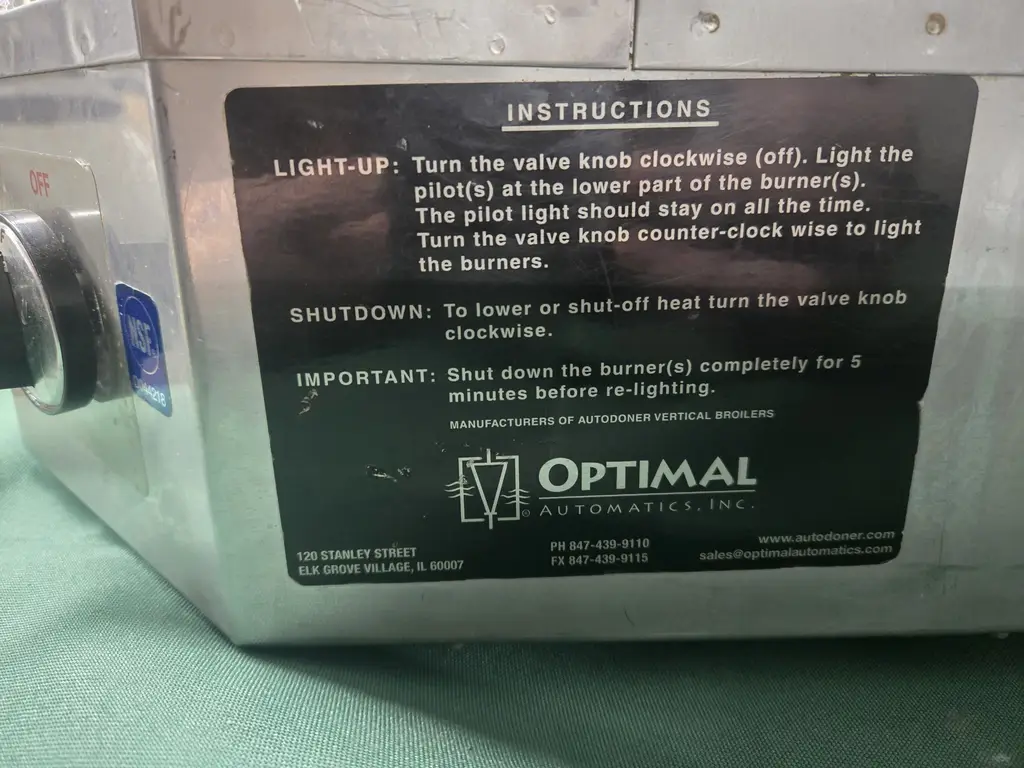 INSTRUCTIONS
LIGHT-UP: Turn the valve knob clockwise (off). Light the
pilot(s) at the lower part of the burner(s).
The pilot light should stay on all the time.
Turn the valve knob counter-clock wise to light
the burners.
SHUTDOWN: To lower or shut-off heat turn the valve knob
clockwise.
IMPORTANT: Shut down the burner(s) completely for 5
minutes before re-lighting.
MANUFACTURERS OF AUTODONER VERTICAL BROILERS
OPTIMAL
AUTOMATICS, INC.
®
120 STANLEY STREET
ELK GROVE VILLAGE, IL 60007
PH 847-439-9110
FX 847-439-9115
www.autodoner.com
sales@optimalautomatics.com
OFF
NSF